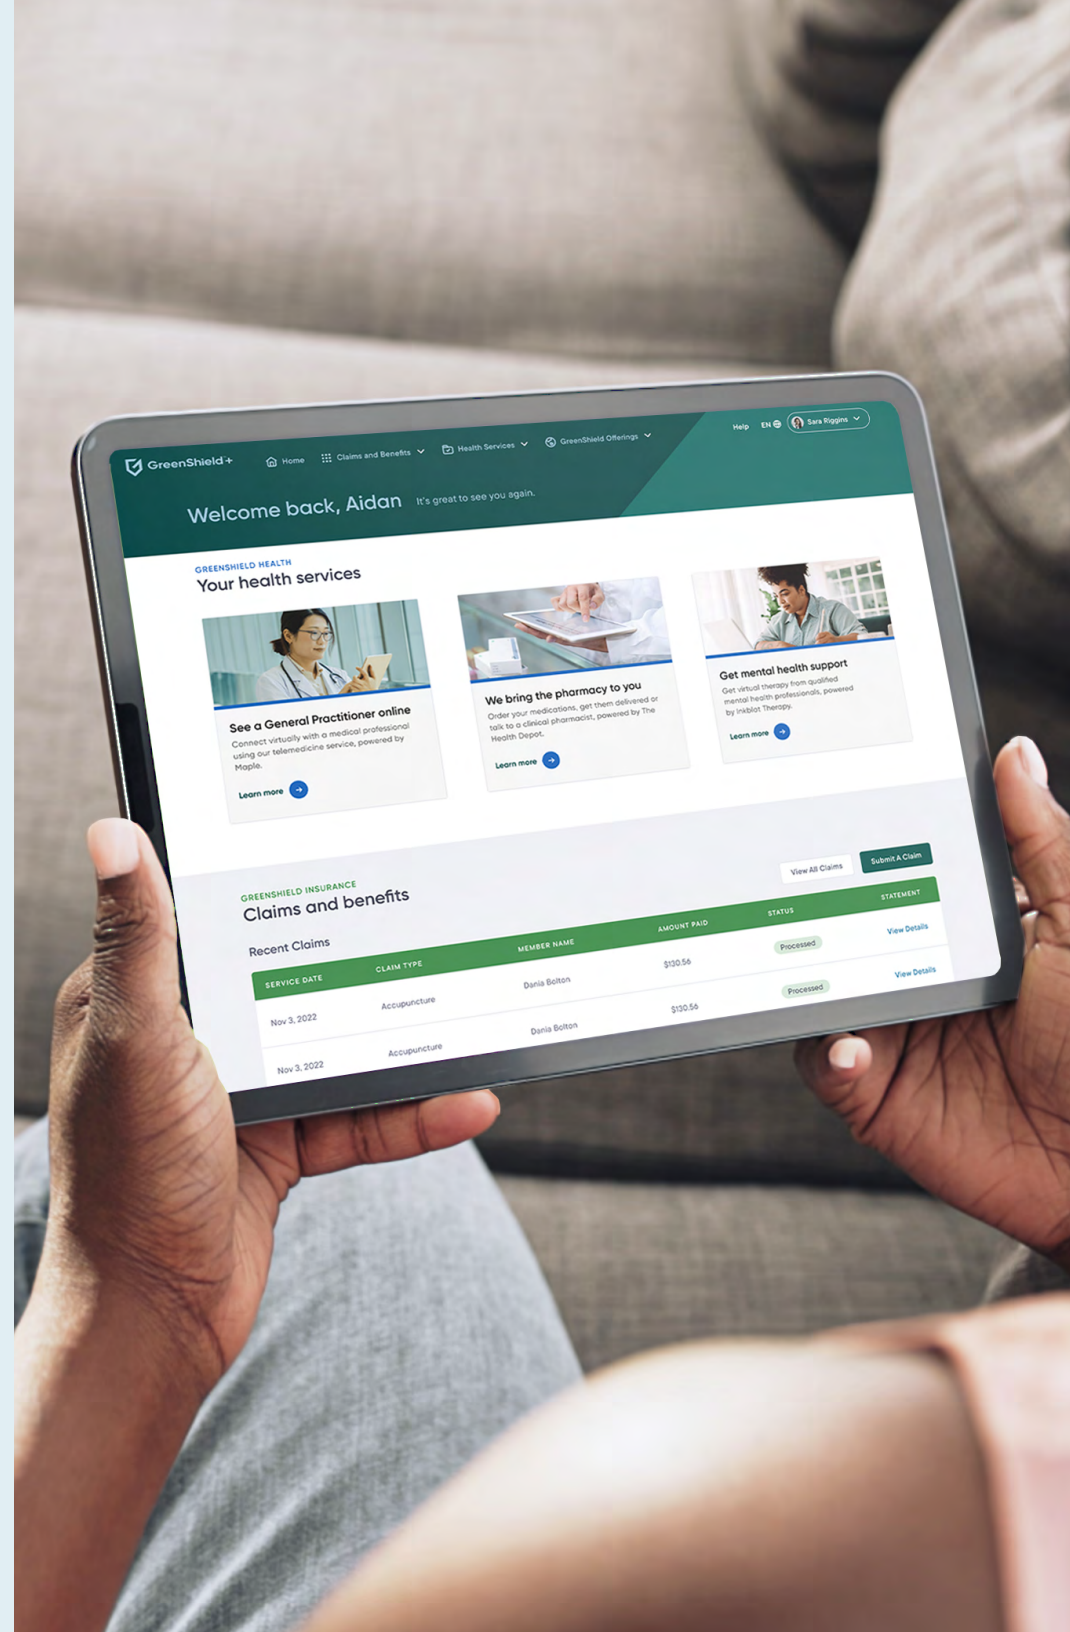 GreenShield+
Home
Claims and Benefits
Health Services
GreenShield Offerings
Help
EN
Sara Riggins
Welcome back, Aidan
It's great to see you again.
GREENSHIELD HEALTH
Your health services
See a General Practitioner online
Connect virtually with a medical professional
using our telemedicine service, powered by
Maple.
Learn more
We bring the pharmacy to you
Order your medications, get them delivered or
talk to a clinical pharmacist, powered by The
Health Depot.
Learn more
Get mental health support
Get virtual therapy from qualified
mental health professionals, powered
by Inkblot Therapy.
Learn more
GREENSHIELD INSURANCE
Claims and benefits
View All Claims
Submit A Claim
Recent Claims
SERVICE DATE CLAIM TYPE MEMBER NAME AMOUNT PAID STATUS STATEMENT
Nov 3, 2022 Accupuncture Dania Bolton $130.56 Processed View Details
Nov 3, 2022 Accupuncture Dania Bolton $130.56 Processed View Details